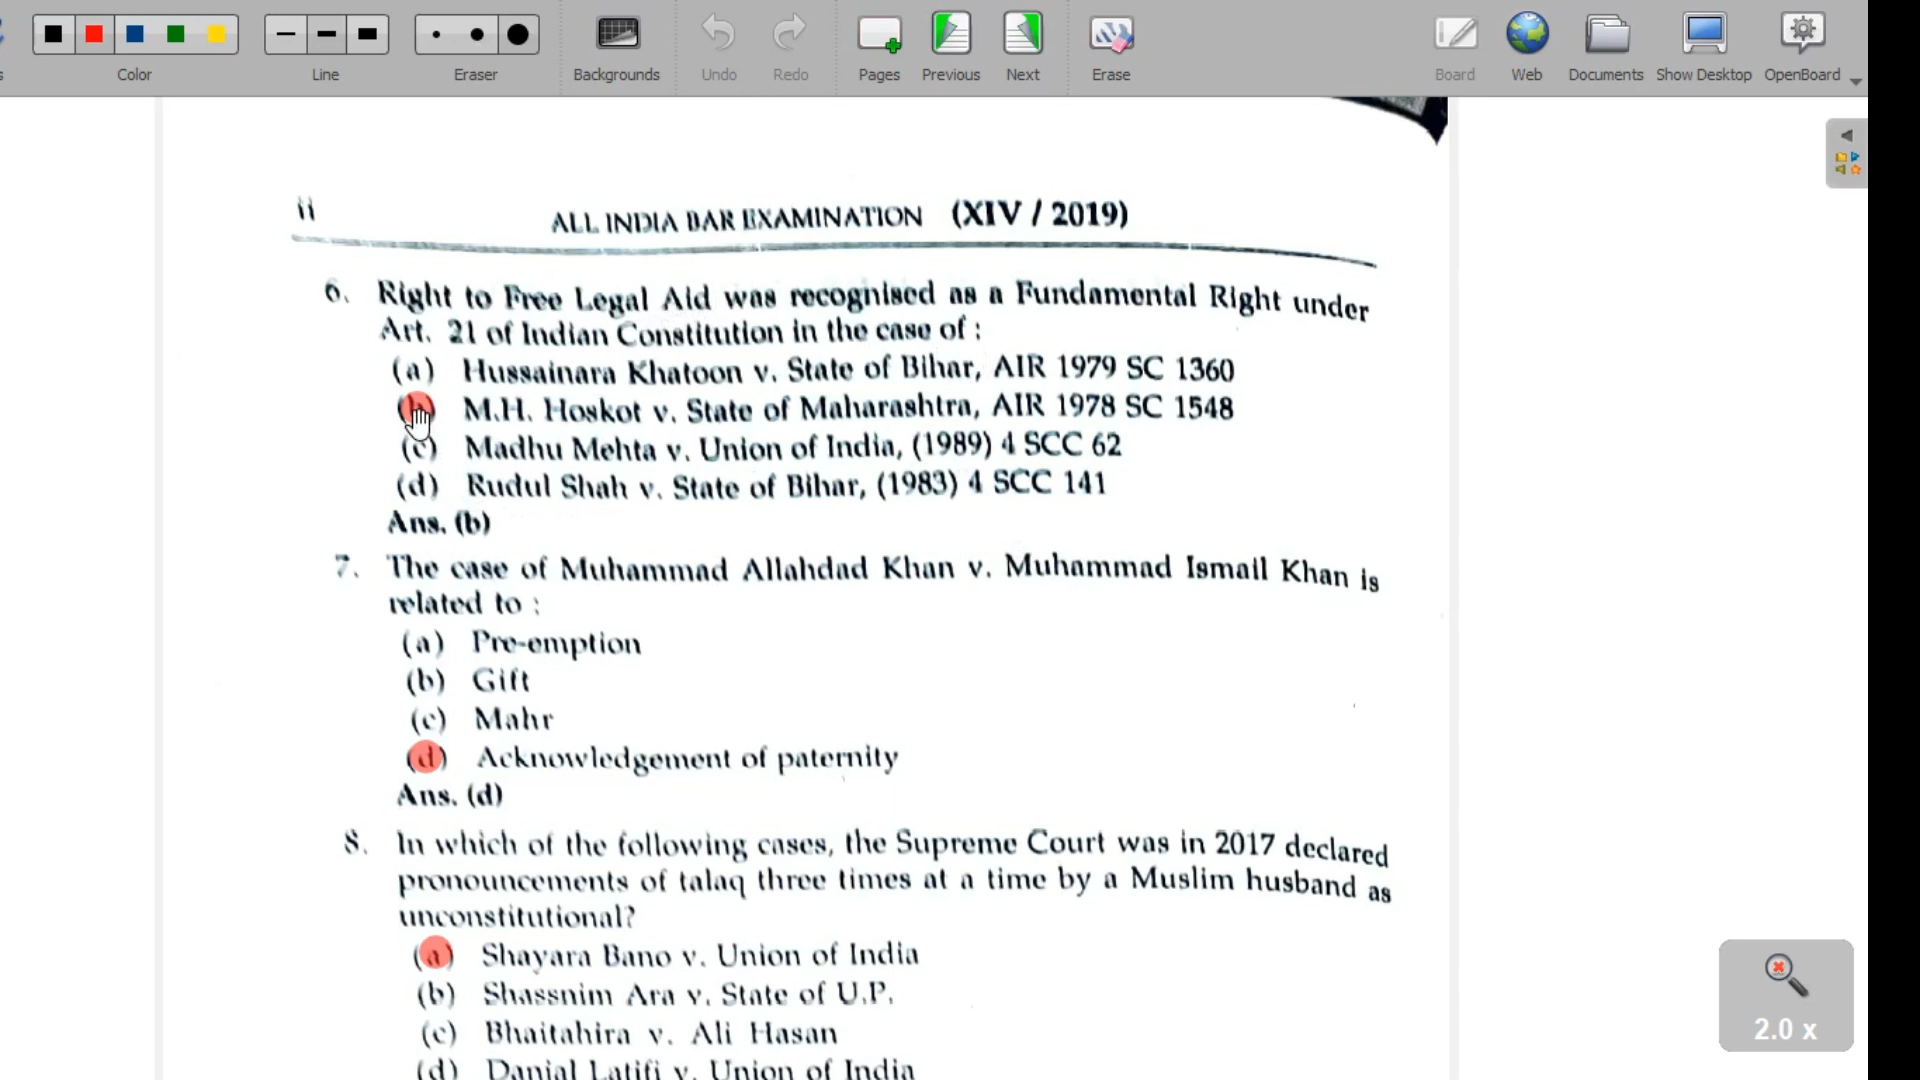 Color
Line
Eraser
Backgrounds
Undo
Redo
Pages
Previous
Next
Erase
Board
Web
Documents
Show Desktop
OpenBoard
ii ALL INDIA BAR EXAMINATION (XIV / 2019)
6. Right to Free Legal Aid was recognised as a Fundamental Right under
Art. 21 of Indian Constitution in the case of :
(a) Hussainara Khatoon v. State of Bihar, AIR 1979 SC 1360
(b) M.H. Hoskot v. State of Maharashtra, AIR 1978 SC 1548
(c) Madhu Mehta v. Union of India, (1989) 4 SCC 62
(d) Rudul Shah v. State of Bihar, (1983) 4 SCC 141
Ans. (b)
7. The case of Muhammad Allahdad Khan v. Muhammad Ismail Khan is
related to :
(a) Pre-emption
(b) Gift
(c) Mahr
(d) Acknowledgement of paternity
Ans. (d)
8. In which of the following cases, the Supreme Court was in 2017 declared
pronouncements of talaq three times at a time by a Muslim husband as
unconstitutional?
(a) Shayara Bano v. Union of India
(b) Shassnim Ara v. State of U.P.
(c) Bhaitahira v. Ali Hasan
(d) Danial Latifi v. Union of India
2.0 x